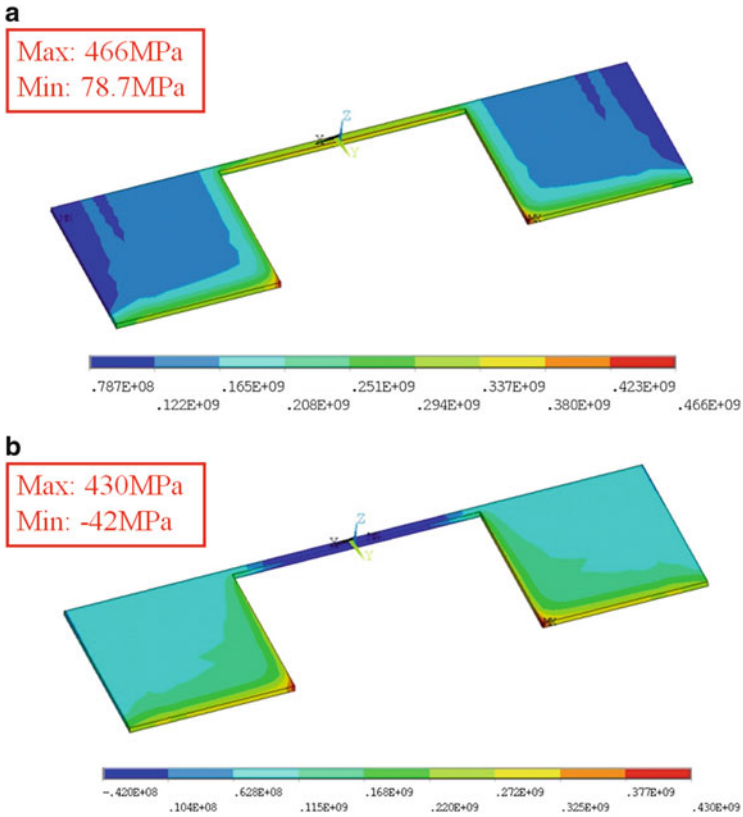 a
Max: 466MPa
Min: 78.7MPa
Z
X
Y
MX
.787E+08 .165E+09 .251E+09 .337E+09 .423E+09
.122E+09 .208E+09 .294E+09 .380E+09 .466E+09
b
Max: 430MPa
Min: -42MPa
Z
X
Y
MX
-.420E+08 .628E+08 .168E+09 .272E+09 .377E+09
.104E+08 .115E+09 .220E+09 .325E+09 .430E+09